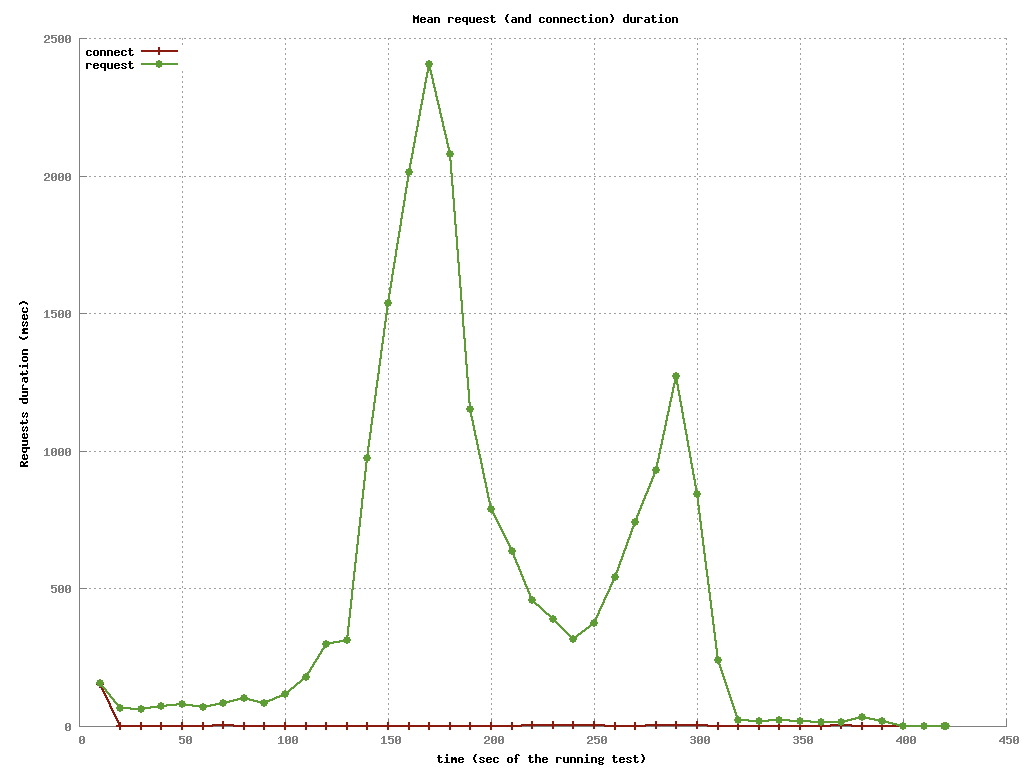 Mean request (and connection) duration
2500
connect
request
2000
1500
Requests duration (msec)
1000
500
0
0 50 100 150 200 250 300 350 400 450
time (sec of the running test)